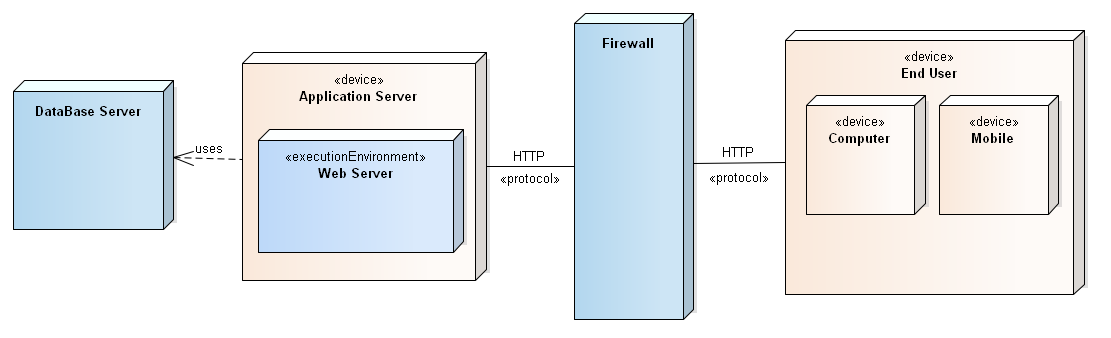 DataBase Server
uses
«device»
Application Server
«executionEnvironment»
Web Server
HTTP
«protocol»
Firewall
HTTP
«protocol»
«device»
End User
«device»
Computer
«device»
Mobile